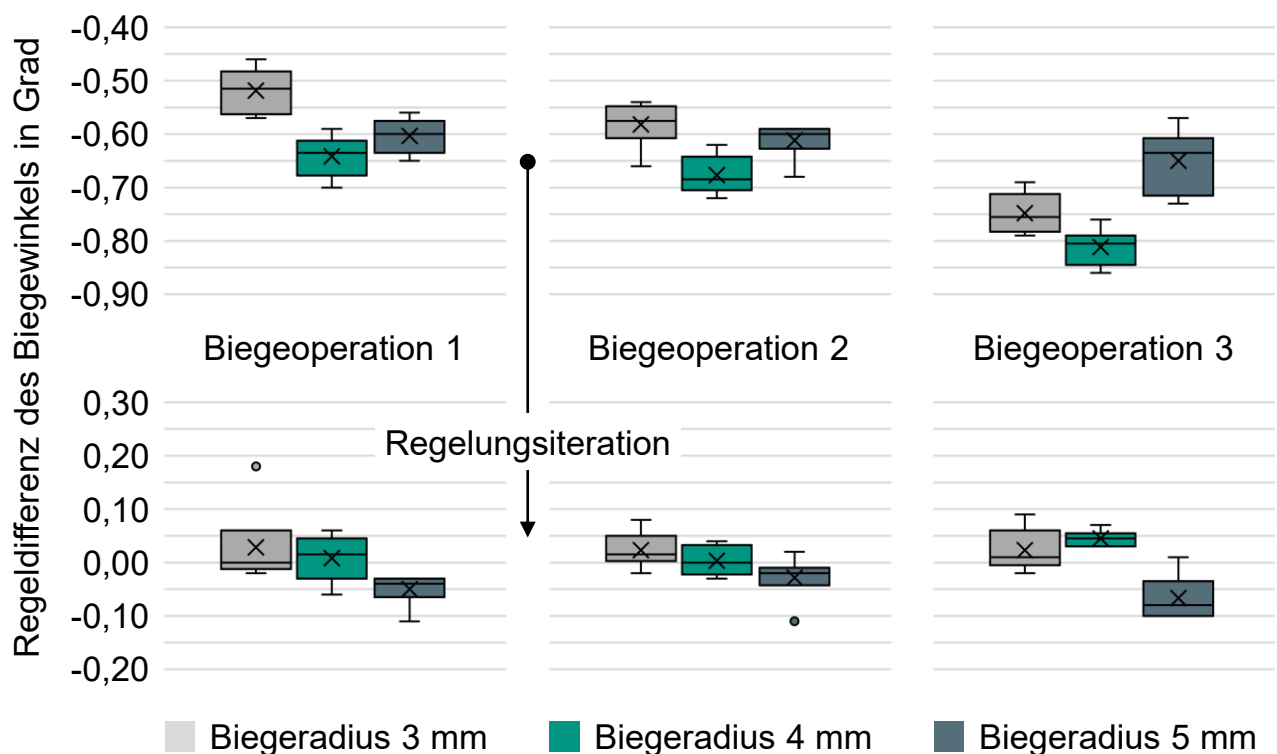 Regeldifferenz des Biegewinkels in Grad
-0,40
-0,50
-0,60
-0,70
-0,80
-0,90
Biegeoperation 1
Biegeoperation 2
Biegeoperation 3
0,30
Regelungsiteration
0,20
0,10
0,00
-0,10
-0,20
Biegeradius 3 mm
Biegeradius 4 mm
Biegeradius 5 mm